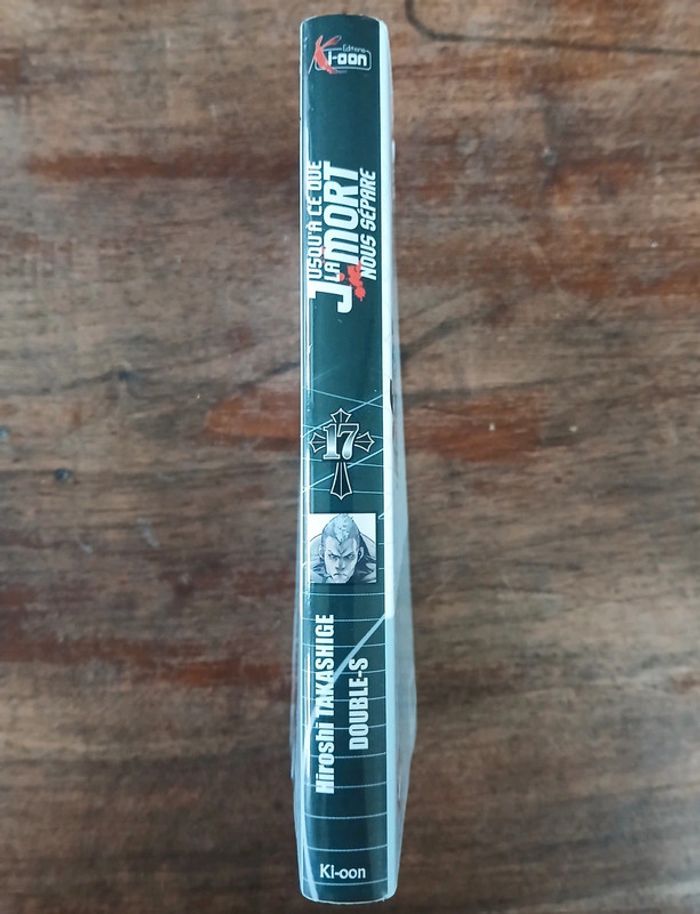 Editions
Ki-oon
JUSQU'À CE QUE
LA MORT
NOUS SÉPARE
17
Hiroshi TAKASHIGE
DOUBLE-S
Ki-oon